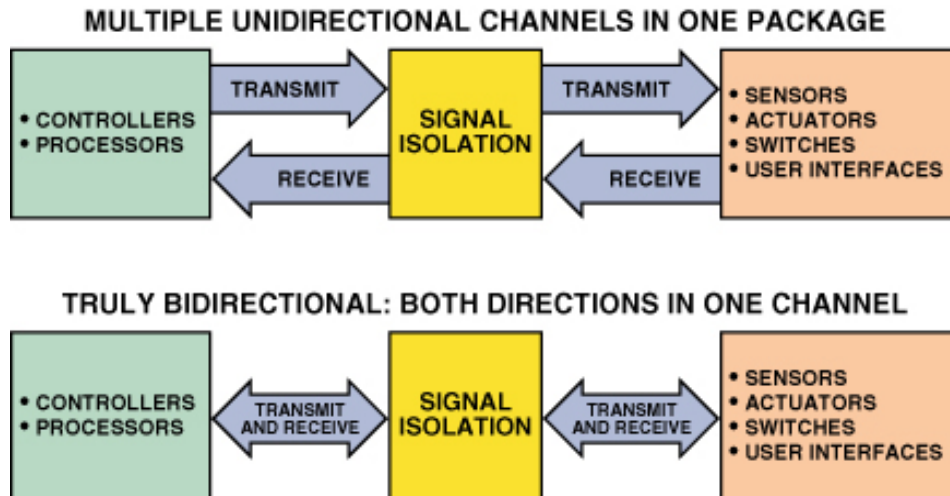 MULTIPLE UNIDIRECTIONAL CHANNELS IN ONE PACKAGE
• CONTROLLERS
• PROCESSORS
TRANSMIT
RECEIVE
SIGNAL
ISOLATION
TRANSMIT
RECEIVE
• SENSORS
• ACTUATORS
• SWITCHES
• USER INTERFACES
TRULY BIDIRECTIONAL: BOTH DIRECTIONS IN ONE CHANNEL
• CONTROLLERS
• PROCESSORS
TRANSMIT
AND RECEIVE
SIGNAL
ISOLATION
TRANSMIT
AND RECEIVE
• SENSORS
• ACTUATORS
• SWITCHES
• USER INTERFACES